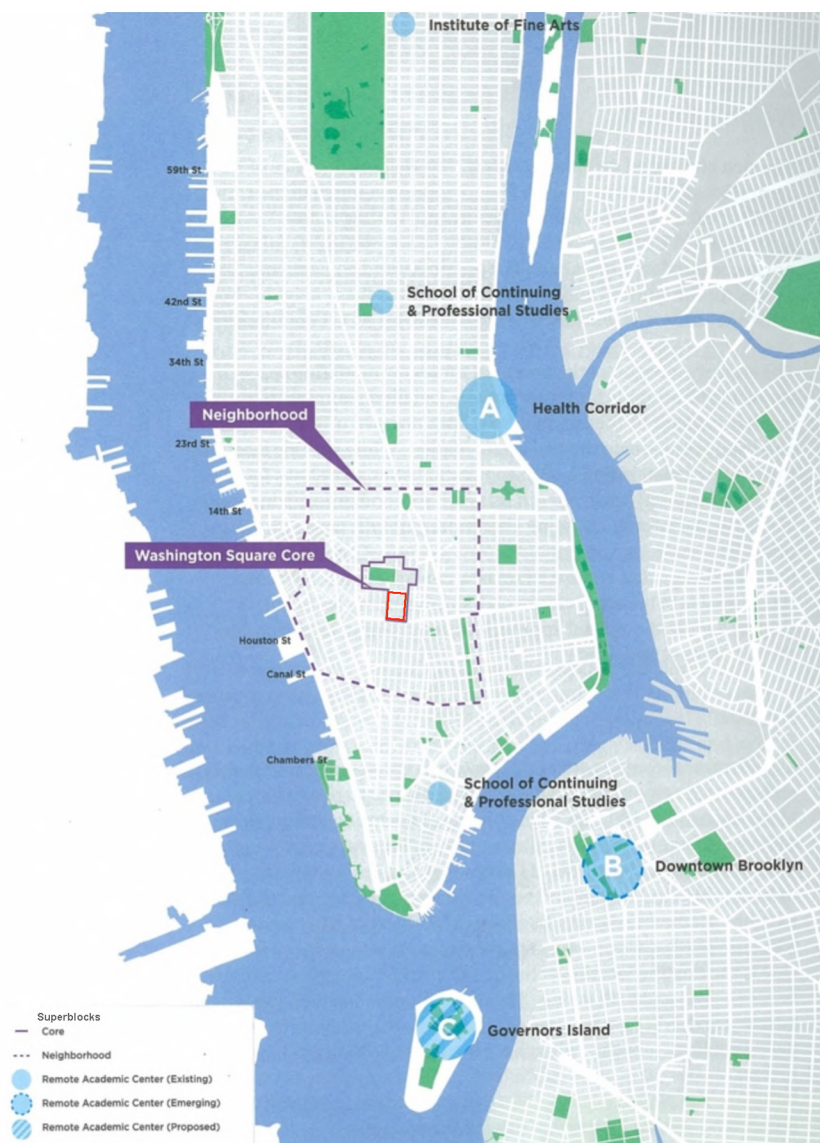 Institute of Fine Arts
59th St
School of Continuing
& Professional Studies
42nd St
34th St
A
Health Corridor
Neighborhood
23rd St
14th St
Washington Square Core
Houston St
Canal St
Chambers St
School of Continuing
& Professional Studies
B
Downtown Brooklyn
C
Governors Island
Superblocks
Core
Neighborhood
Remote Academic Center (Existing)
Remote Academic Center (Emerging)
Remote Academic Center (Proposed)